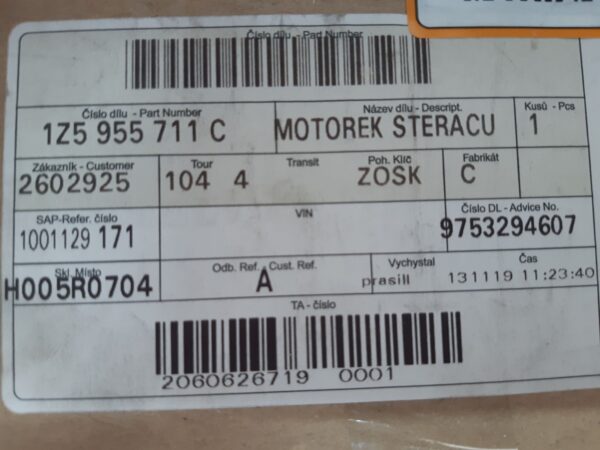 Číslo dílu - Part Number
Číslo dílu - Part Number
Název dílu - Descript.
Kusů - Pcs
1Z5 955 711 C
MOTOREK STERACU
1
Zákazník - Customer
Tour
Transit
Poh. Klíč
Fabrikát
2602925
104 4
ZOSK
C
SAP-Refer. číslo
VIN
Číslo DL - Advice No.
1001129 171
9753294607
Skl. Místo
Odb. Ref. Cust. Ref.
Vychystal
Čas
H005R0704
A
prasill
131119 11:23:40
TA - číslo
2060626719 0001